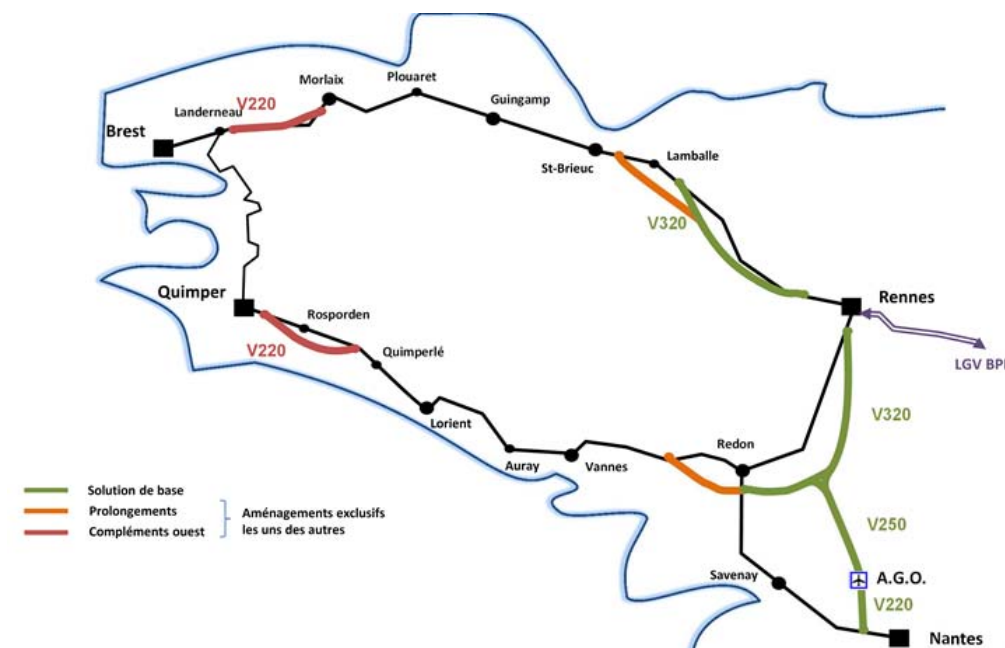 Morlaix
Plouaret
Landerneau
V220
Guingamp
Brest
St-Brieuc
Lamballe
V320
Quimper
Rennes
Rosporden
V220
Quimperlé
LGV BPL
Lorient
V320
Redon
Auray
Vannes
Solution de base
Prolongements
Compléments ouest
Aménagements exclusifs
les uns des autres
V250
Savenay
A.G.O.
V220
Nantes